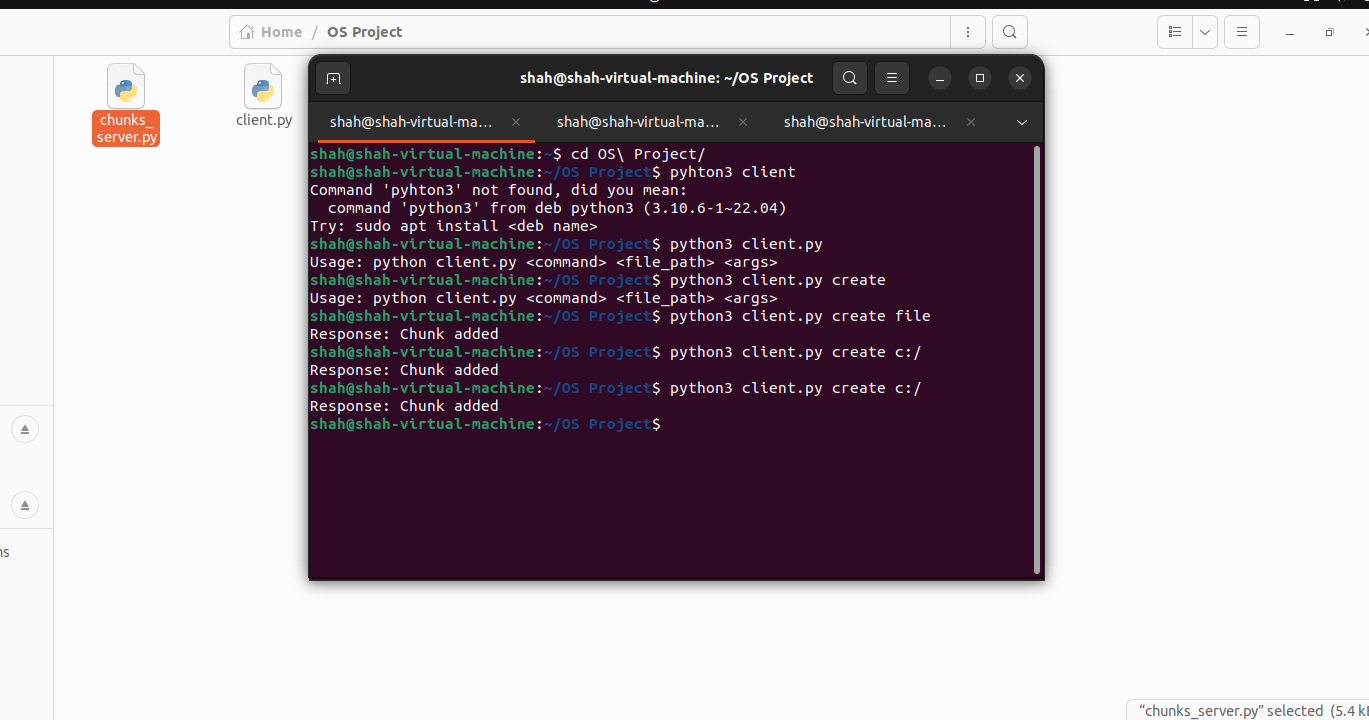 Home / OS Project
chunks_
server.py
client.py
shah@shah-virtual-machine: ~/OS Project
shah@shah-virtual-ma...
shah@shah-virtual-ma...
shah@shah-virtual-ma...
shah@shah-virtual-machine:~$ cd OS\ Project/
shah@shah-virtual-machine:~/OS Project$ pyhton3 client
Command 'pyhton3' not found, did you mean:
command 'python3' from deb python3 (3.10.6-1~22.04)
Try: sudo apt install <deb name>
shah@shah-virtual-machine:~/OS Project$ python3 client.py
Usage: python client.py <command> <file_path> <args>
shah@shah-virtual-machine:~/OS Project$ python3 client.py create
Usage: python client.py <command> <file_path> <args>
shah@shah-virtual-machine:~/OS Project$ python3 client.py create file
Response: Chunk added
shah@shah-virtual-machine:~/OS Project$ python3 client.py create c:/
Response: Chunk added
shah@shah-virtual-machine:~/OS Project$ python3 client.py create c:/
Response: Chunk added
shah@shah-virtual-machine:~/OS Project$
“chunks_server.py” selected (5.4